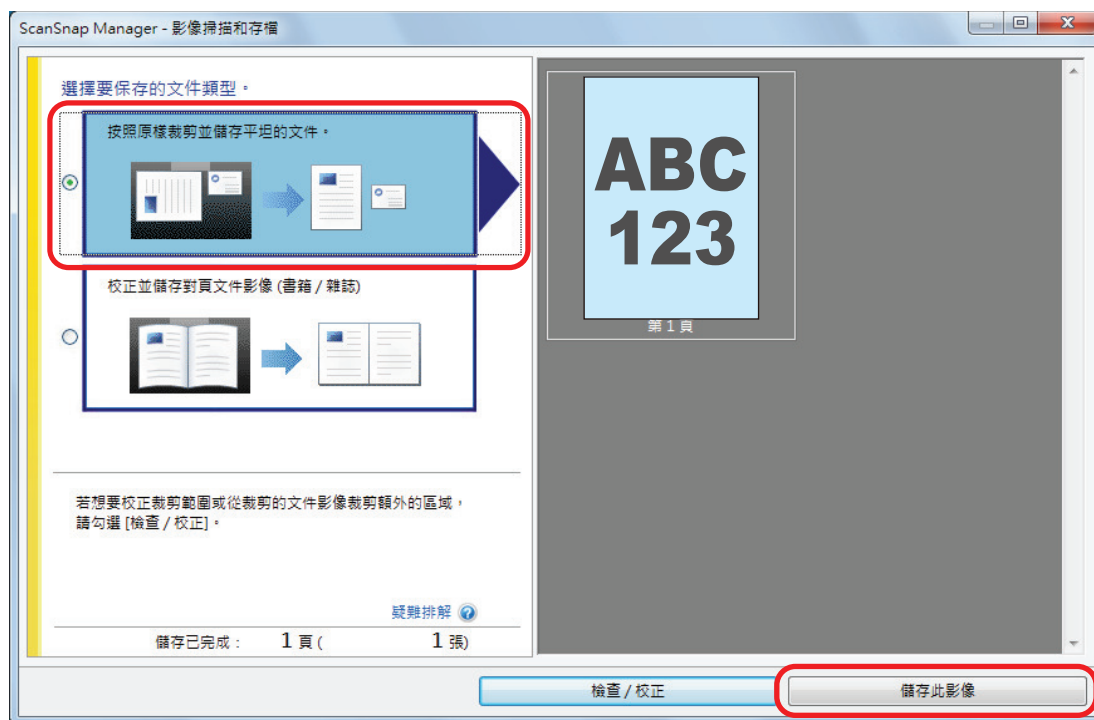 ScanSnap Manager - 影像掃描和存檔
選擇要保存的文件類型。
按照原樣裁剪並儲存平坦的文件。
校正並儲存對頁文件影像 (書籍 / 雜誌)
若想要校正裁剪範圍或從裁剪的文件影像裁剪額外的區域，
請勾選 [檢查 / 校正]。
疑難排解
儲存已完成： 1 頁 ( 1 張)
ABC
123
第 1 頁
檢查 / 校正
儲存此影像